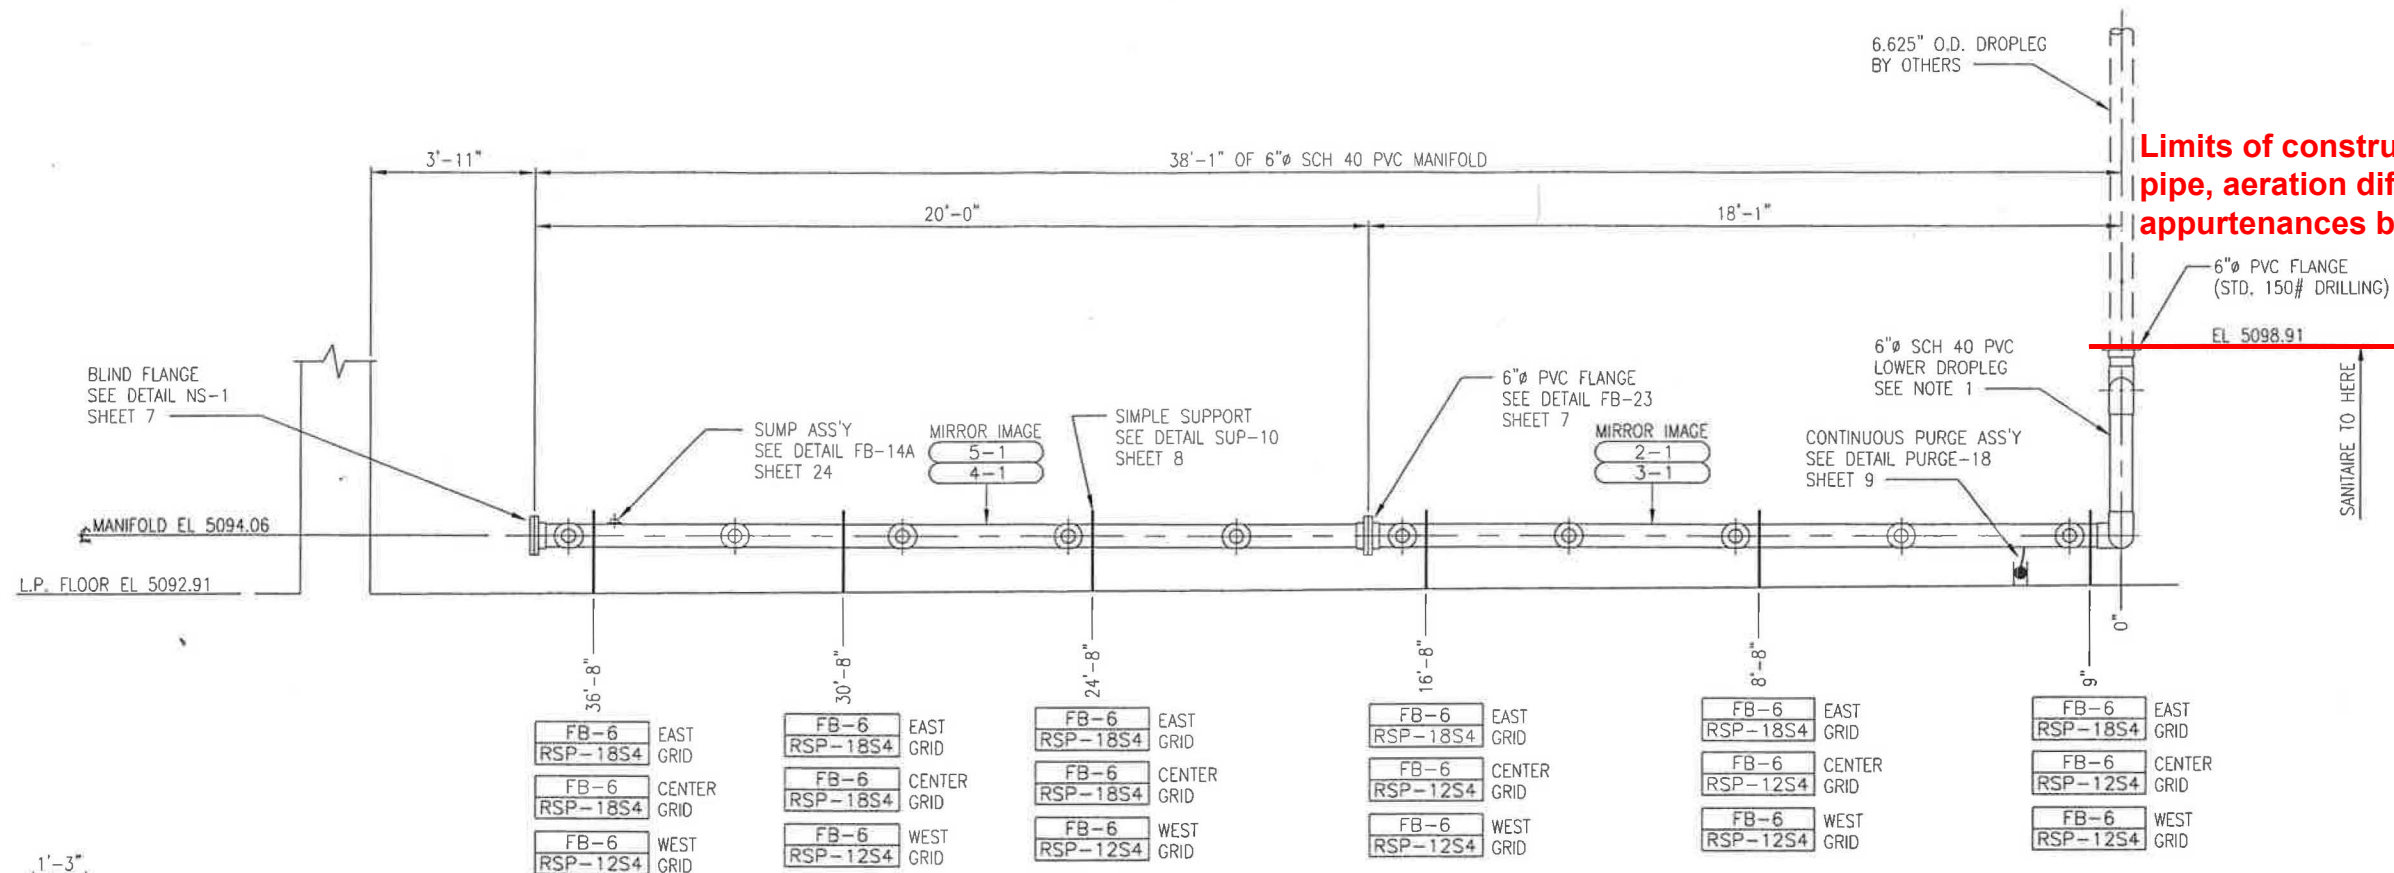 6.625" O.D. DROPLEG
BY OTHERS
Limits of constru
pipe, aeration dif
appurtenances b
3'-11"
38'-1" OF 6"ø SCH 40 PVC MANIFOLD
20'-0"
18'-1"
6"ø PVC FLANGE
(STD. 150# DRILLING)
EL 5098.91
SANITAIRE TO HERE
BLIND FLANGE
SEE DETAIL NS-1
SHEET 7
SUMP ASS'Y
SEE DETAIL FB-14A
SHEET 24
MIRROR IMAGE
5-1
4-1
SIMPLE SUPPORT
SEE DETAIL SUP-10
SHEET 8
6"ø PVC FLANGE
SEE DETAIL FB-23
SHEET 7
MIRROR IMAGE
2-1
3-1
6"ø SCH 40 PVC
LOWER DROPLEG
SEE NOTE 1
CONTINUOUS PURGE ASS'Y
SEE DETAIL PURGE-18
SHEET 9
MANIFOLD EL 5094.06
L.P. FLOOR EL 5092.91
36'-8"
30'-8"
24'-8"
16'-8"
8'-8"
9"
0"
FB-6 EAST
RSP-18S4 GRID
FB-6 CENTER
RSP-18S4 GRID
FB-6 WEST
RSP-12S4 GRID
FB-6 EAST
RSP-18S4 GRID
FB-6 CENTER
RSP-18S4 GRID
FB-6 WEST
RSP-12S4 GRID
FB-6 EAST
RSP-18S4 GRID
FB-6 CENTER
RSP-18S4 GRID
FB-6 WEST
RSP-12S4 GRID
FB-6 EAST
RSP-18S4 GRID
FB-6 CENTER
RSP-12S4 GRID
FB-6 WEST
RSP-12S4 GRID
FB-6 EAST
RSP-18S4 GRID
FB-6 CENTER
RSP-12S4 GRID
FB-6 WEST
RSP-12S4 GRID
FB-6 EAST
RSP-18S4 GRID
FB-6 CENTER
RSP-12S4 GRID
FB-6 WEST
RSP-12S4 GRID
1'-3"